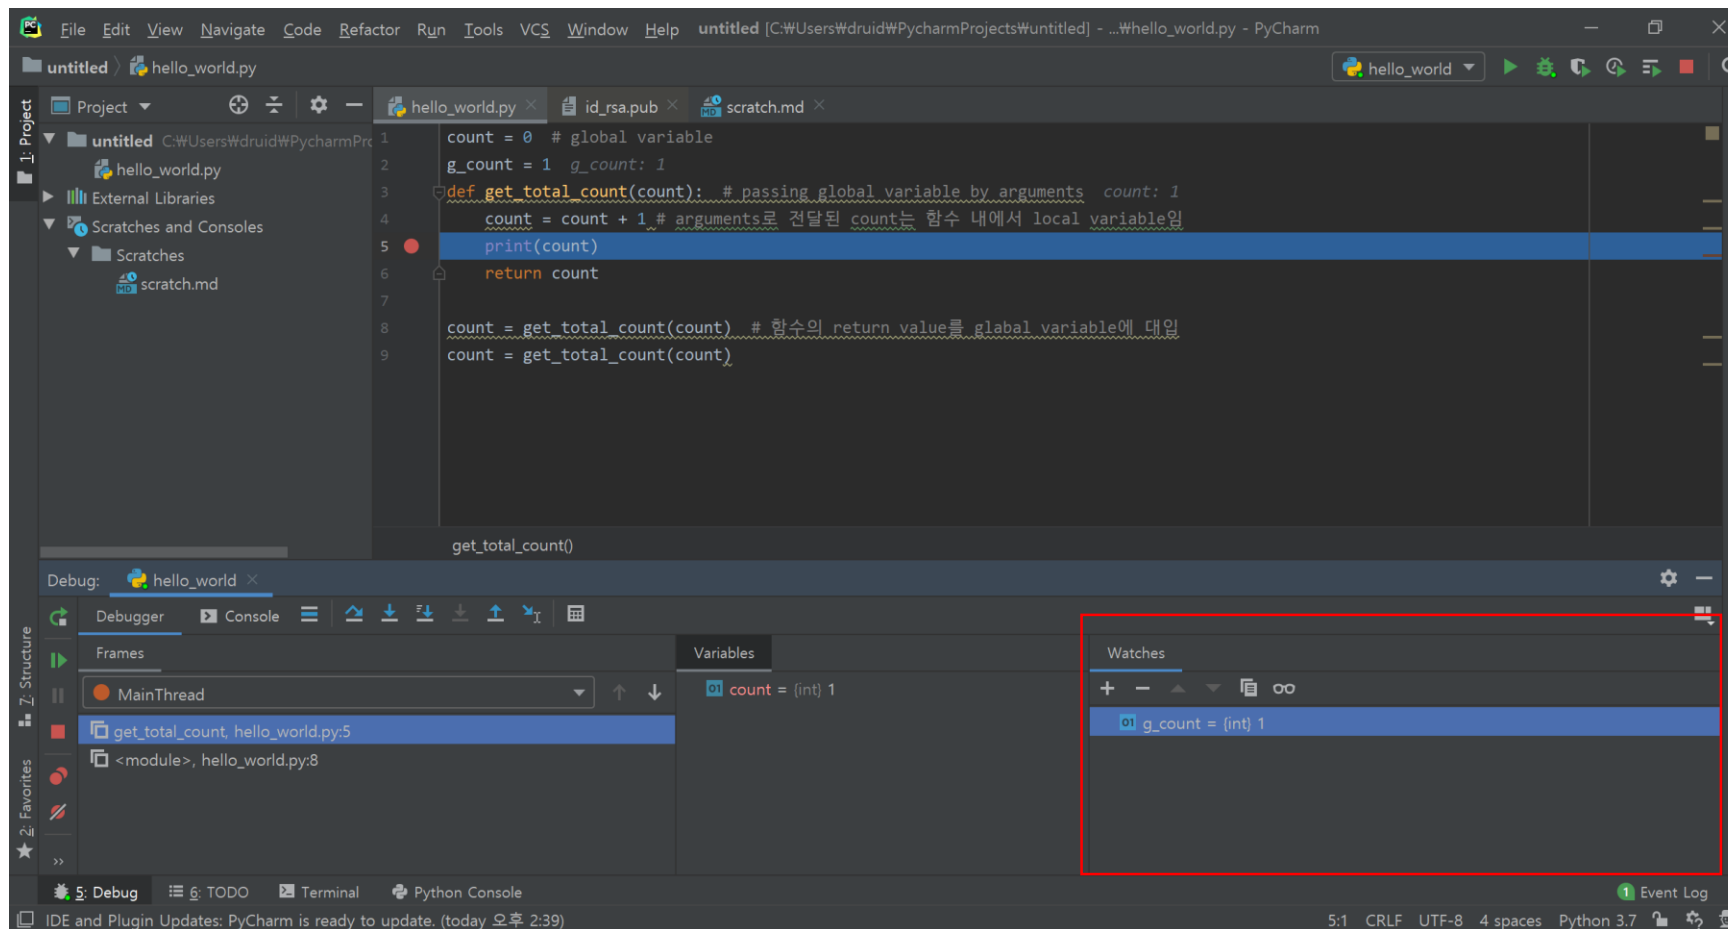 File Edit View Navigate Code Refactor Run Tools VCS Window Help untitled [C:₩Users₩druid₩PycharmProjects₩untitled] - ...₩hello_world.py - PyCharm
untitled hello_world.py hello_world
1: Project
Project hello_world.py id_rsa.pub scratch.md
untitled C:₩Users₩druid₩PycharmPro
hello_world.py
External Libraries
Scratches and Consoles
Scratches
scratch.md
1 count = 0 # global variable
2 g_count = 1 g_count: 1
3 def get_total_count(count): # passing global variable by arguments count: 1
4 count = count + 1 # arguments로 전달된 count는 함수 내에서 local variable임
5 print(count)
6 return count
7
8 count = get_total_count(count) # 함수의 return value를 glabal variable에 대입
9 count = get_total_count(count)
get_total_count()
Debug: hello_world
Debugger Console
7: Structure
2: Favorites
Frames
MainThread
get_total_count, hello_world.py:5
<module>, hello_world.py:8
Variables
01 count = {int} 1
Watches
01 g_count = {int} 1
5: Debug 6: TODO Terminal Python Console 1 Event Log
IDE and Plugin Updates: PyCharm is ready to update. (today 오후 2:39) 5:1 CRLF UTF-8 4 spaces Python 3.7